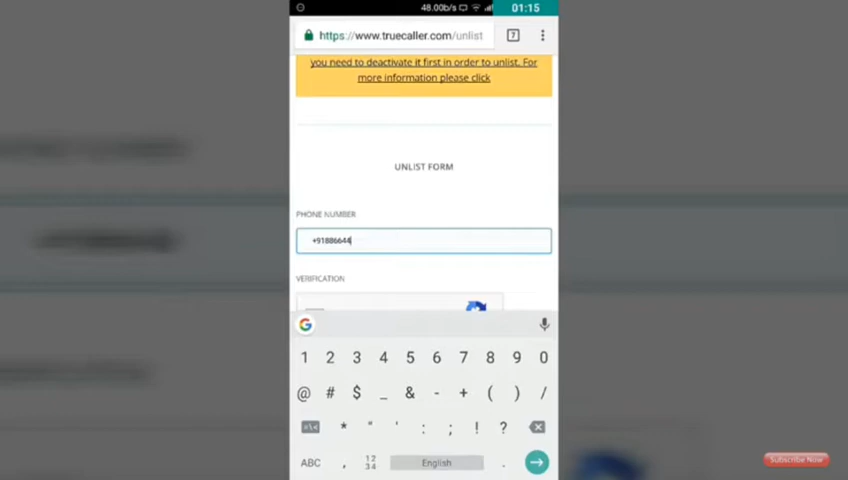 48.00b/s
01:15
https://www.truecaller.com/unlist
7
you need to deactivate it first in order to unlist. For
more information please click
UNLIST FORM
PHONE NUMBER
+91886644
VERIFICATION
G
1 2 3 4 5 6 7 8 9 0
@ # $ _ & - + ( ) /
=\< * " ' : ; ! ?
ABC , 12 34 English .
Subscribe Now